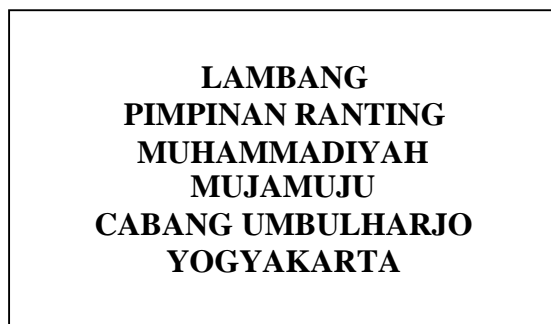 LAMBANG
PIMPINAN RANTING
MUHAMMADIYAH
MUJAMUJU
CABANG UMBULHARJO
YOGYAKARTA